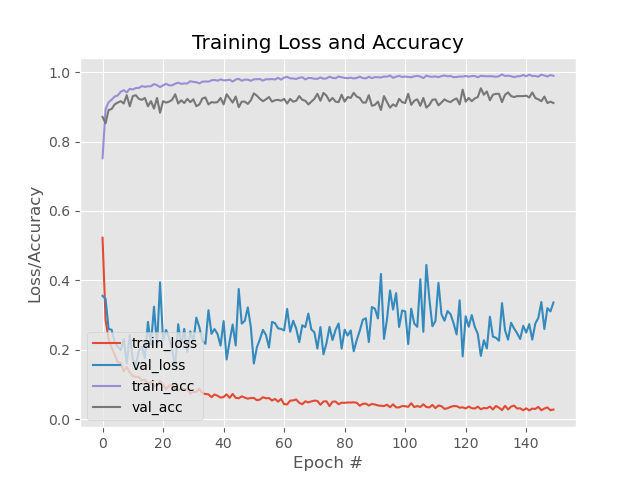 Training Loss and Accuracy
Loss/Accuracy
1.0
0.8
0.6
0.4
0.2
0.0
train_loss
val_loss
train_acc
val_acc
0 20 40 60 80 100 120 140
Epoch #